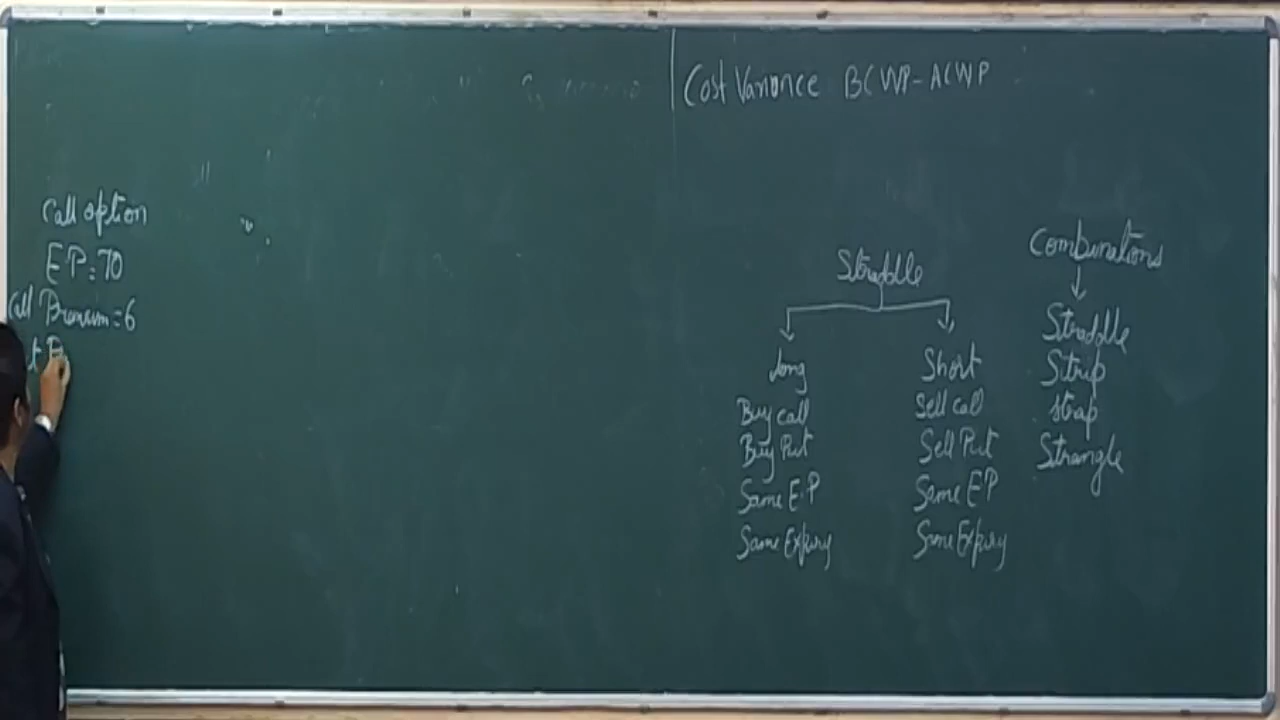 Cost Variance BCWP-ACWP
Call option
EP=70
Call Premium=6
Straddle
Long
Buy call
Buy Put
Same E.P
Same Expiry
Short
Sell call
Sell Put
Same EP
Same Expiry
Combinations
Straddle
Strip
Strap
Strangle